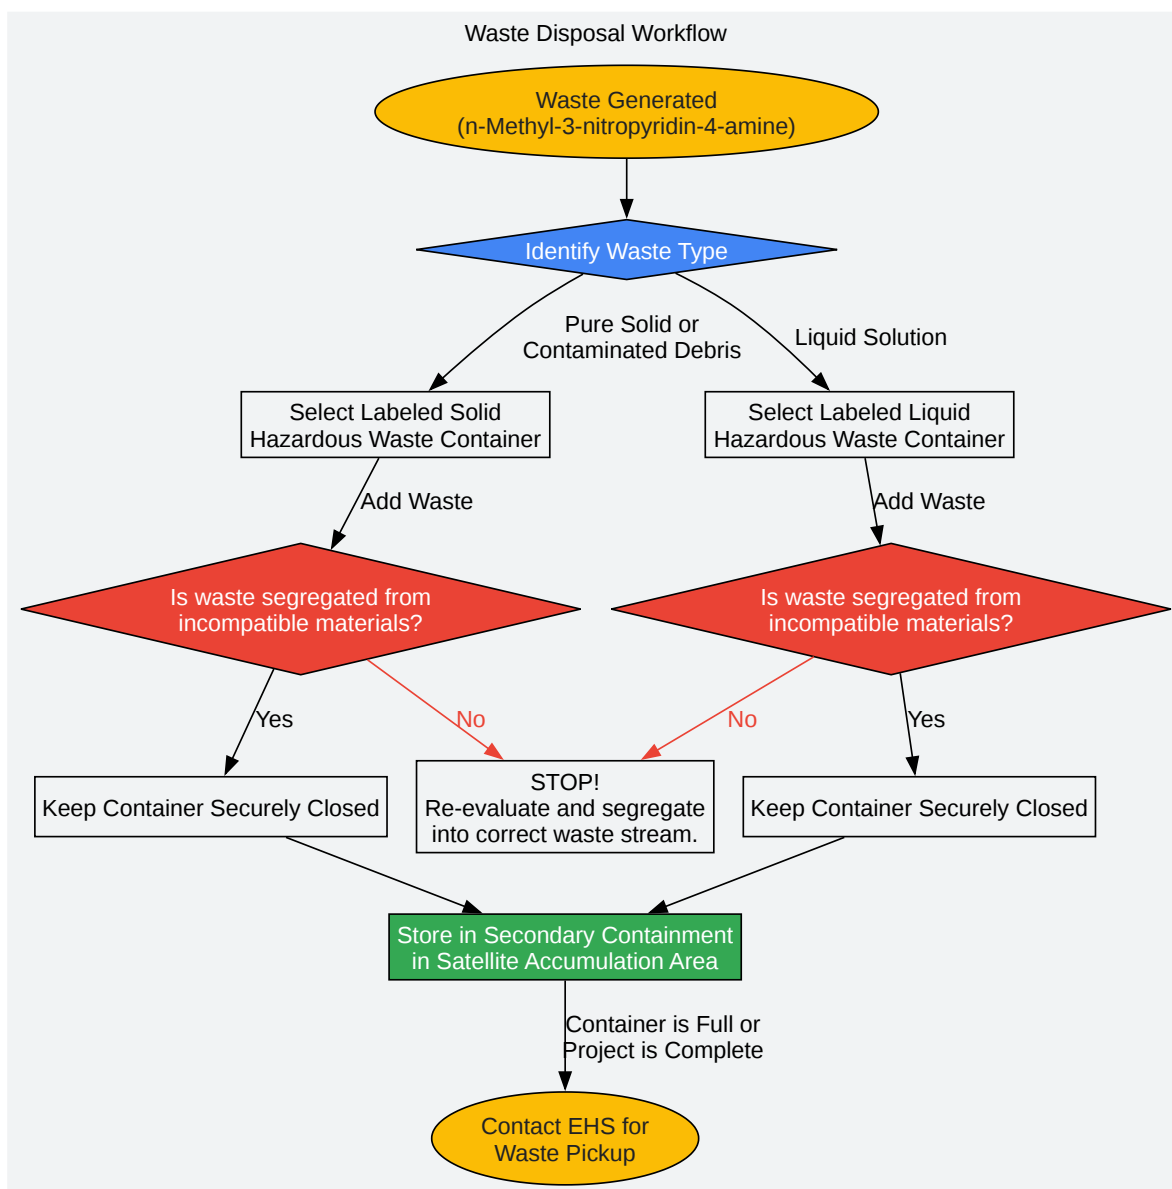 Waste Disposal Workflow
Waste Generated
(n-Methyl-3-nitropyridin-4-amine)
Identify Waste Type
Pure Solid or
Contaminated Debris
Liquid Solution
Select Labeled Solid
Hazardous Waste Container
Select Labeled Liquid
Hazardous Waste Container
Add Waste
Add Waste
Is waste segregated from
incompatible materials?
Is waste segregated from
incompatible materials?
Yes
No
No
Yes
Keep Container Securely Closed
STOP!
Re-evaluate and segregate
into correct waste stream.
Keep Container Securely Closed
Store in Secondary Containment
in Satellite Accumulation Area
Container is Full or
Project is Complete
Contact EHS for
Waste Pickup